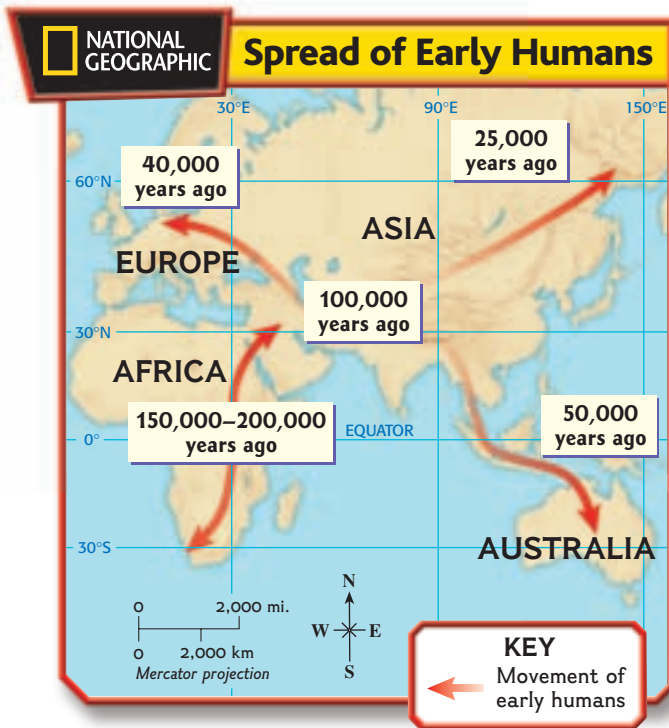 NATIONAL
GEOGRAPHIC
Spread of Early Humans
30°E
90°E
150°E
25,000
years ago
40,000
years ago
60°N
ASIA
EUROPE
100,000
years ago
30°N
AFRICA
150,000–200,000
years ago
50,000
years ago
0°
EQUATOR
30°S
AUSTRALIA
N
W
E
S
0
2,000 mi.
0
2,000 km
Mercator projection
KEY
Movement of
early humans